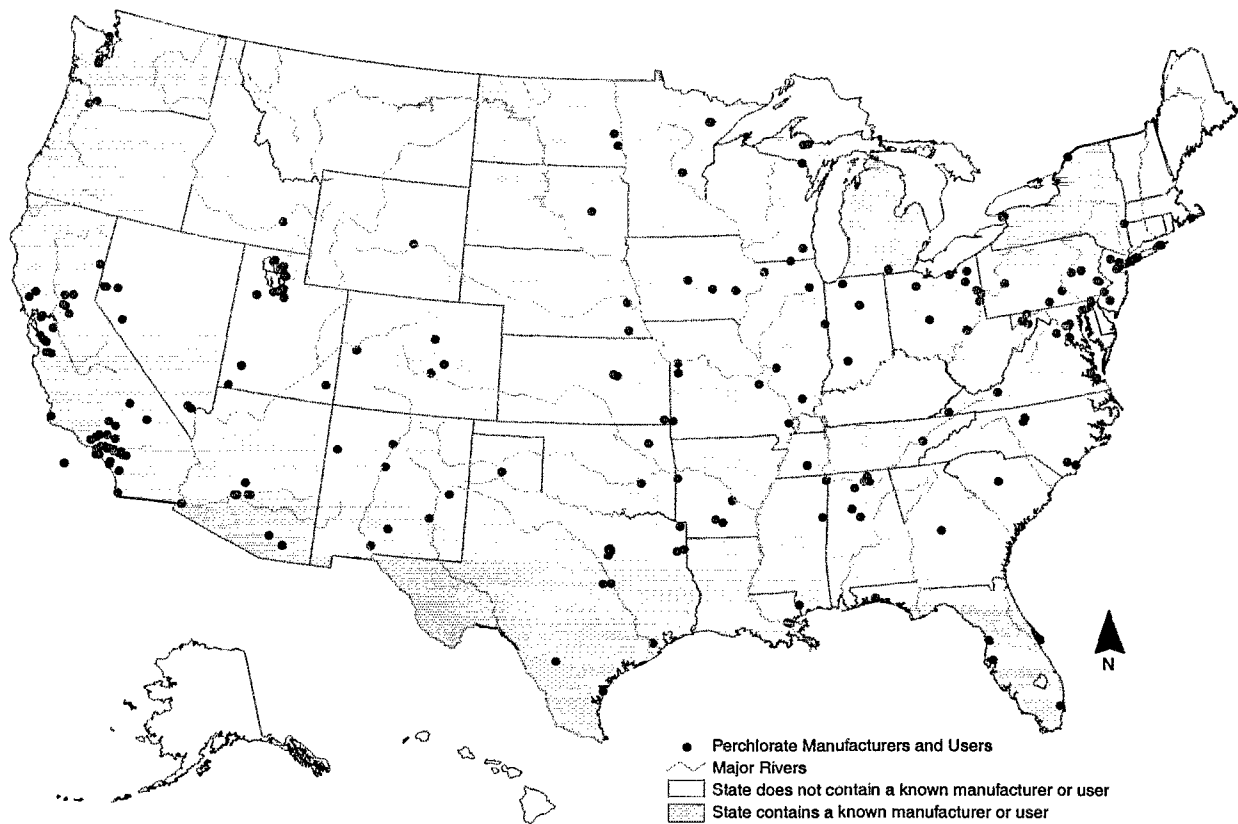 N
Perchlorate Manufacturers and Users
Major Rivers
State does not contain a known manufacturer or user
State contains a known manufacturer or user